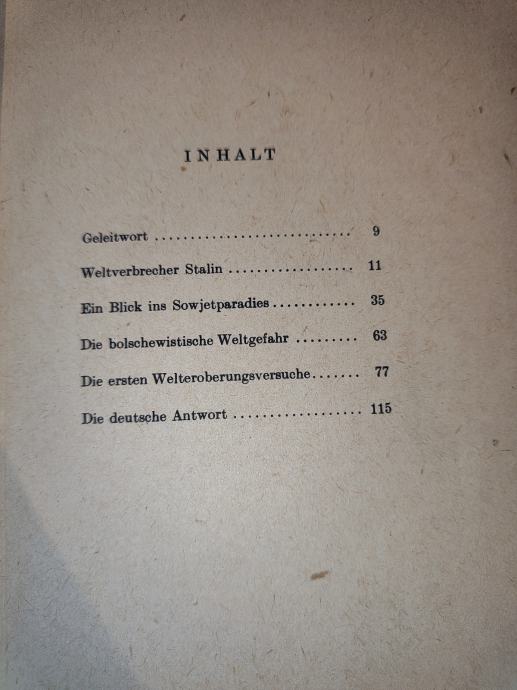 INHALT
Geleitwort ........................... 9
Weltverbrecher Stalin .................. 11
Ein Blick ins Sowjetparadies ............ 35
Die bolschewistische Weltgefahr ......... 63
Die ersten Welteroberungsversuche ....... 77
Die deutsche Antwort .................. 115